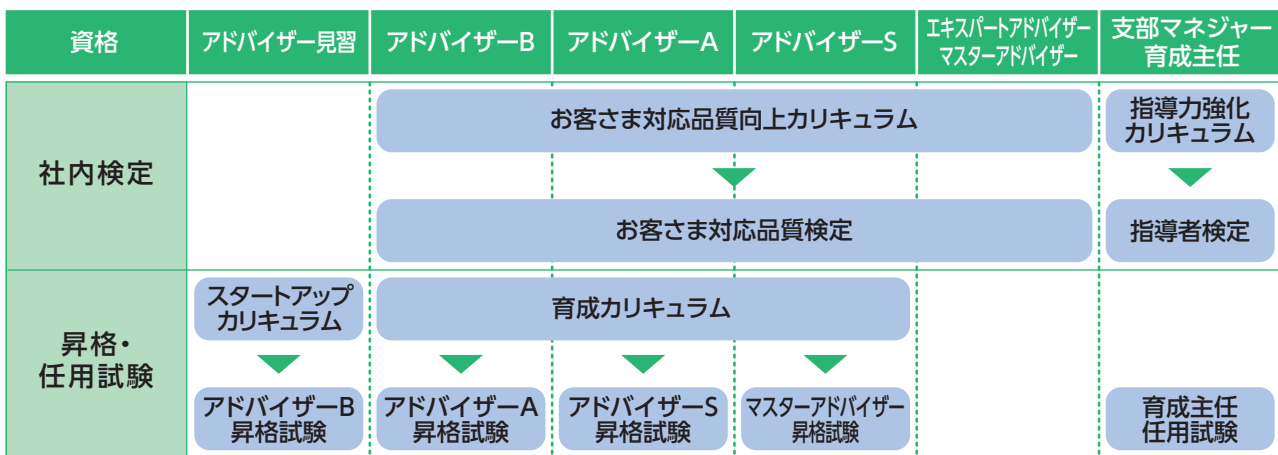 資格
アドバイザー見習
アドバイザーB
アドバイザーA
アドバイザーS
エキスパートアドバイザー
マスターアドバイザー
支部マネジャー
育成主任
社内検定
お客さま対応品質向上カリキュラム
指導力強化
カリキュラム
お客さま対応品質検定
指導者検定
昇格・
任用試験
スタートアップ
カリキュラム
育成カリキュラム
アドバイザーB
昇格試験
アドバイザーA
昇格試験
アドバイザーS
昇格試験
マスターアドバイザー
昇格試験
育成主任
任用試験